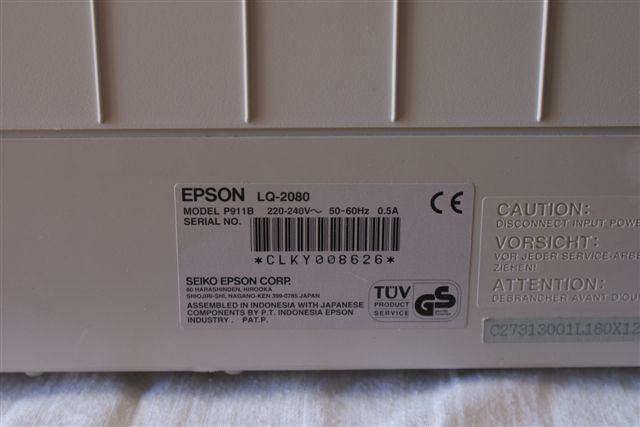 EPSON LQ-2080
MODEL P911B 220-240V~ 50-60Hz 0.5A
SERIAL NO.
*CLKY008626*
CE
SEIKO EPSON CORP.
80 HARASHINDEN, HIROOKA
SHIOJIRI-SHI, NAGANO-KEN 399-0785 JAPAN
ASSEMBLED IN INDONESIA WITH JAPANESE
COMPONENTS BY P.T. INDONESIA EPSON
INDUSTRY . PAT.P.
TÜV
PRODUCT
SERVICE
GS
CAUTION:
DISCONNECT INPUT POWE
VORSICHT:
VOR JEDER SERVICE-ARBE
ZIEHEN!
ATTENTION:
DEBRANCHER AVANT D'OU
C27313001L160X12